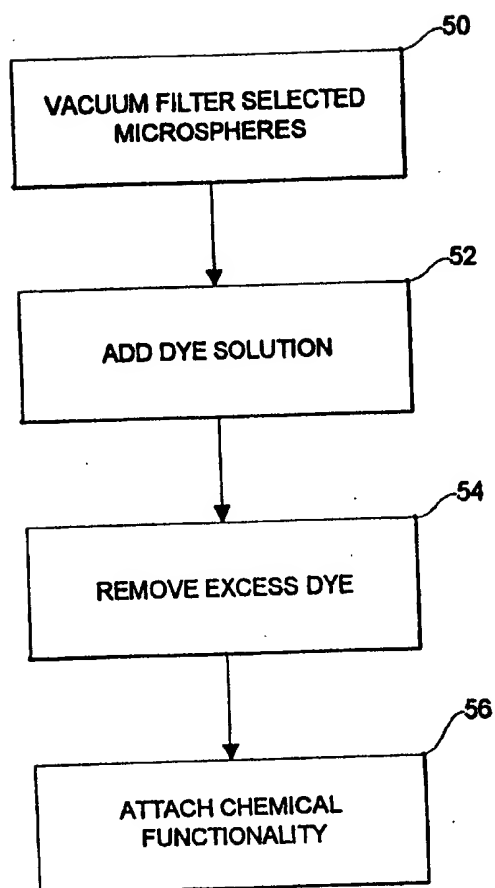 50
VACUUM FILTER SELECTED
MICROSPHERES
52
ADD DYE SOLUTION
54
REMOVE EXCESS DYE
56
ATTACH CHEMICAL
FUNCTIONALITY